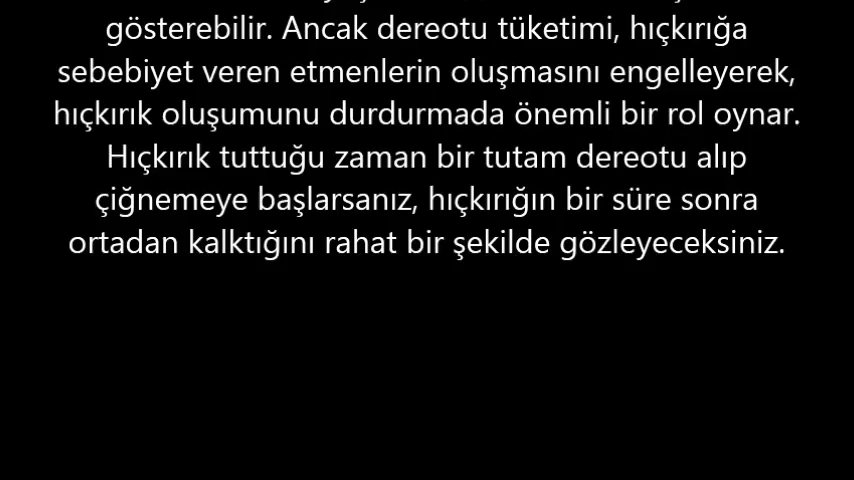 gösterebilir. Ancak dereotu tüketimi, hıçkırığa
sebebiyet veren etmenlerin oluşmasını engelleyerek,
hıçkırık oluşumunu durdurmada önemli bir rol oynar.
Hıçkırık tuttuğu zaman bir tutam dereotu alıp
çiğnemeye başlarsanız, hıçkırığın bir süre sonra
ortadan kalktığını rahat bir şekilde gözleyeceksiniz.